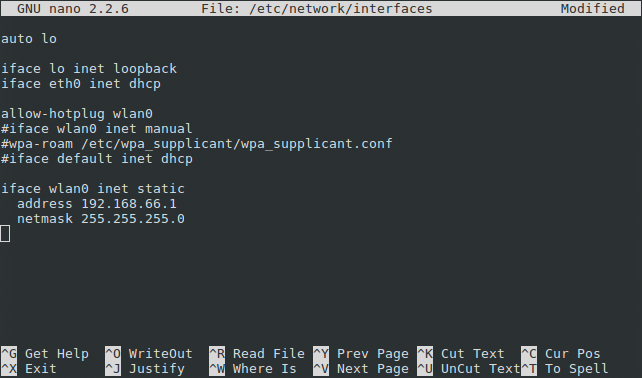 GNU nano 2.2.6 File: /etc/network/interfaces Modified
auto lo
iface lo inet loopback
iface eth0 inet dhcp
allow-hotplug wlan0
#iface wlan0 inet manual
#wpa-roam /etc/wpa_supplicant/wpa_supplicant.conf
#iface default inet dhcp
iface wlan0 inet static
  address 192.168.66.1
  netmask 255.255.255.0
^G Get Help ^O WriteOut ^R Read File ^Y Prev Page ^K Cut Text ^C Cur Pos
^X Exit ^J Justify ^W Where Is ^V Next Page ^U UnCut Text ^T To Spell